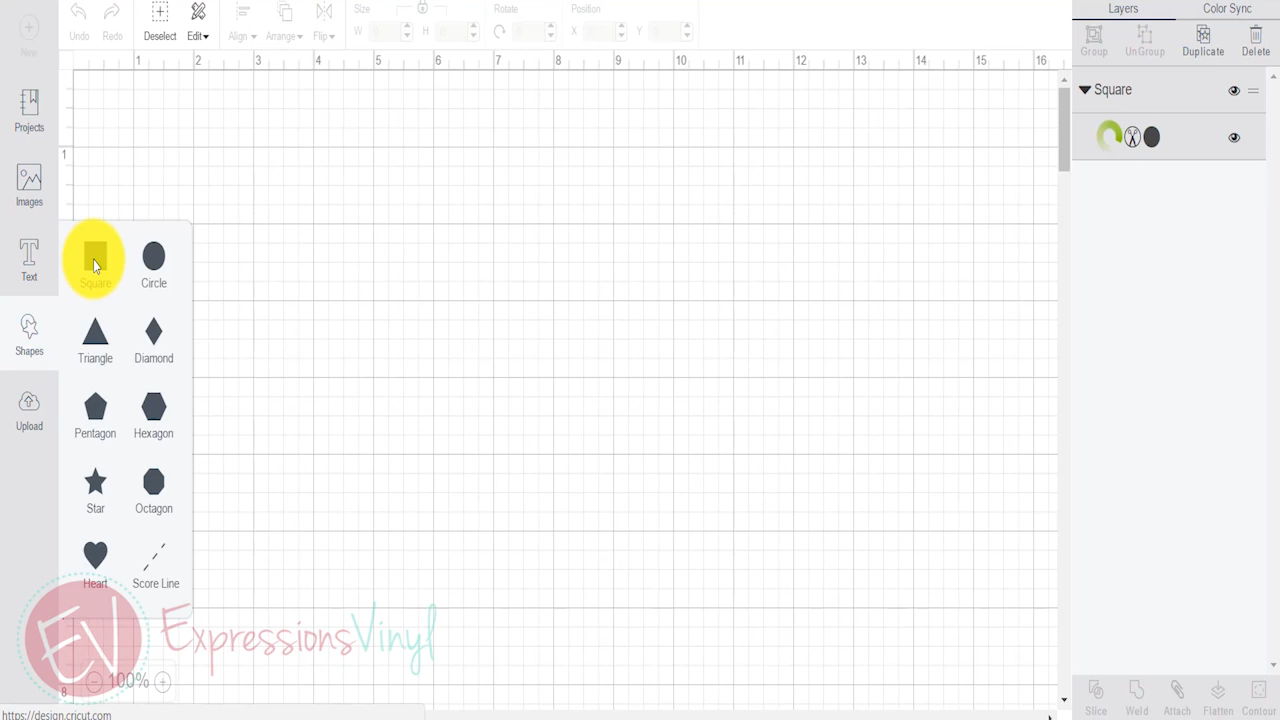 Undo Redo Deselect Edit▾ Align▾ Arrange▾ Flip▾ Size W H Rotate Position X Y Layers Color Sync
New
Group UnGroup Duplicate Delete
1 2 3 4 5 6 7 8 9 10 11 12 13 14 15 16
Square
Projects
1
Images
Text
Shapes
Upload
Square Circle
Triangle Diamond
Pentagon Hexagon
Star Octagon
Heart Score Line
EV ExpressionsVinyl
100%
8
Slice Weld Attach Flatten Contour
https://design.cricut.com